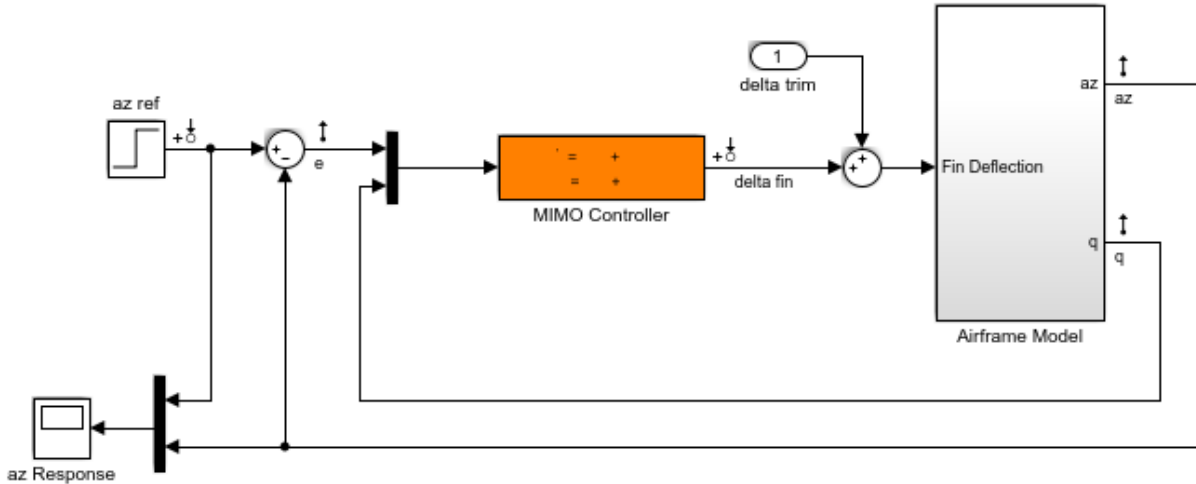 az ref
+
+
−
e
' = +
= +
MIMO Controller
+
delta fin
1
delta trim
+
+
Fin Deflection
az
az
q
q
Airframe Model
az Response